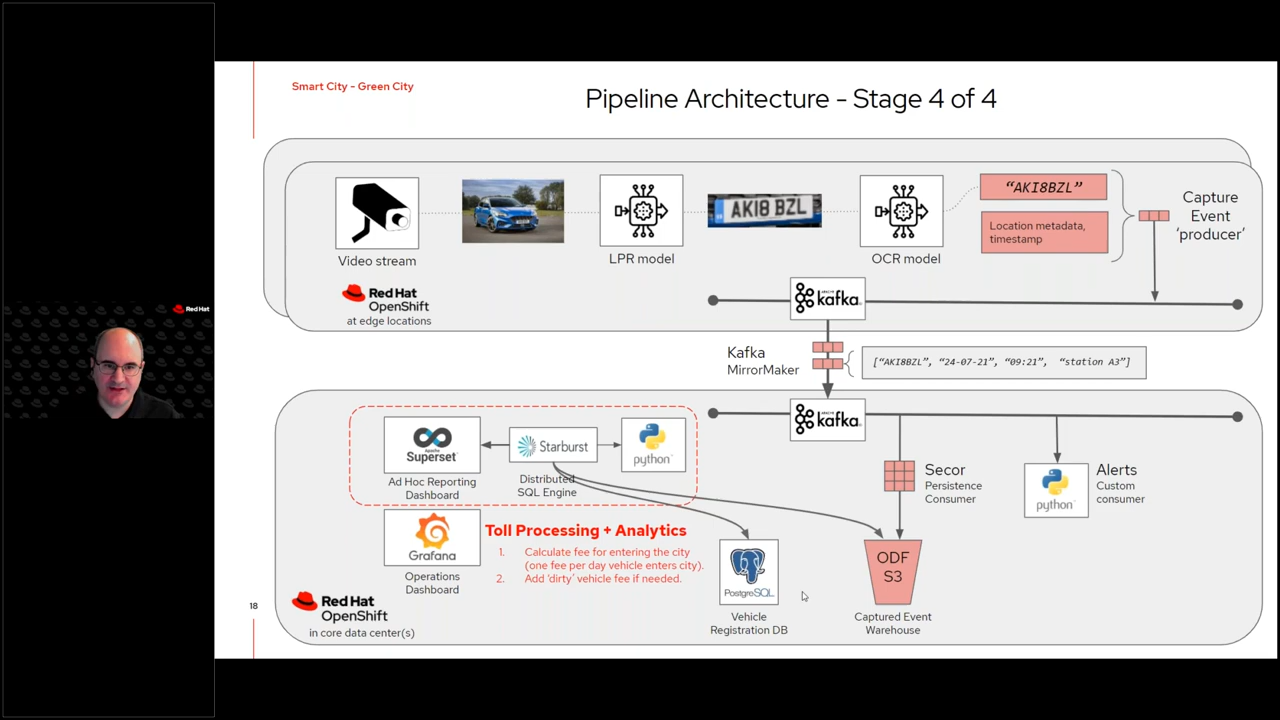 Smart City - Green City
Pipeline Architecture - Stage 4 of 4
AK18 BZL
"AKI8BZL"
Location metadata,
timestamp
Capture
Event
'producer'
Video stream
LPR model
OCR model
Red Hat
OpenShift
at edge locations
APACHE
kafka
Kafka
MirrorMaker
["AKI8BZL", "24-07-21", "09:21", "station A3"]
Red Hat
kafka
APACHE
Superset
Starburst
python
Ad Hoc Reporting
Dashboard
Distributed
SQL Engine
Secor
Persistence
Consumer
python
Alerts
Custom
consumer
Grafana
Operations
Dashboard
Toll Processing + Analytics
1. Calculate fee for entering the city
(one fee per day vehicle enters city).
2. Add 'dirty' vehicle fee if needed.
PostgreSQL
Vehicle
Registration DB
ODF
S3
Captured Event
Warehouse
Red Hat
OpenShift
in core data center(s)
18